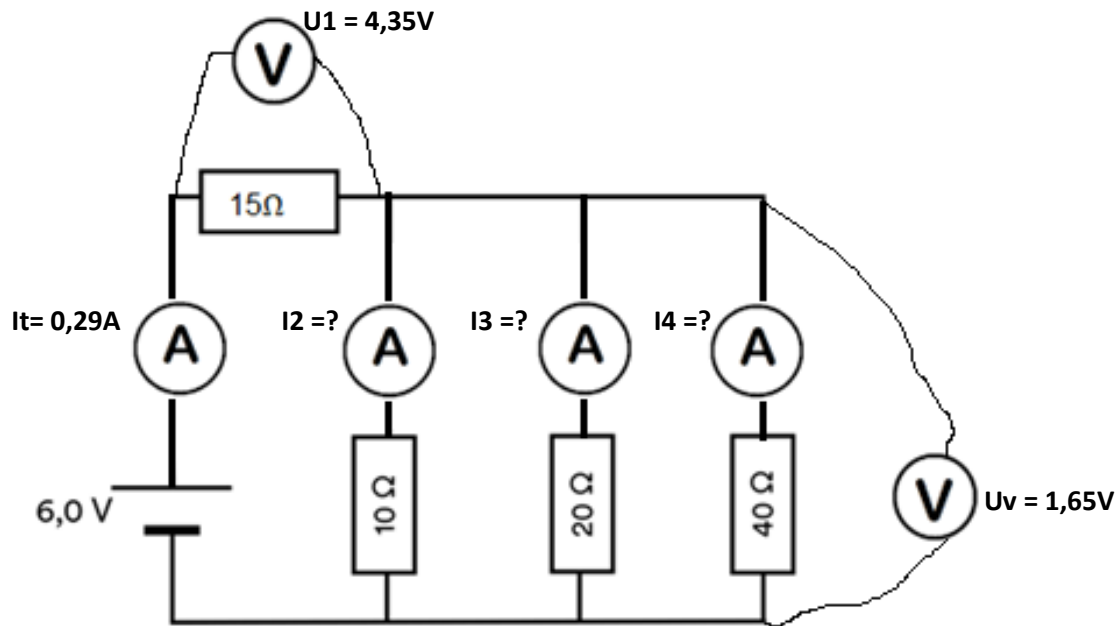 U1 = 4,35V
V
15Ω
It= 0,29A
A
I2 =?
A
I3 =?
A
I4 =?
A
6,0 V
10 Ω
20 Ω
40 Ω
V
Uv = 1,65V